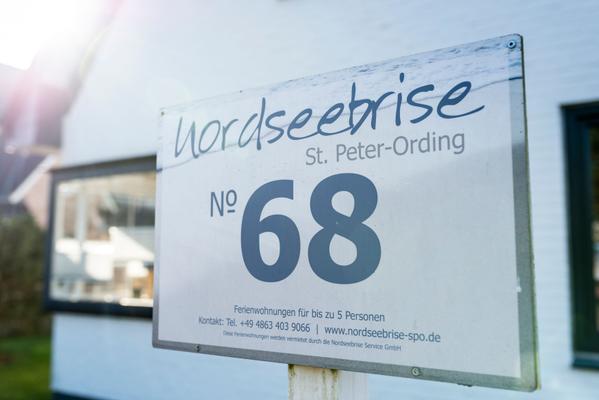 Nordseebrise
St. Peter-Ording
Nº 68
Ferienwohnungen für bis zu 5 Personen
Kontakt: Tel. +49 4863 403 9066 | www.nordseebrise-spo.de
Diese Ferienwohnungen werden vermietet durch die Nordseebrise Service GmbH